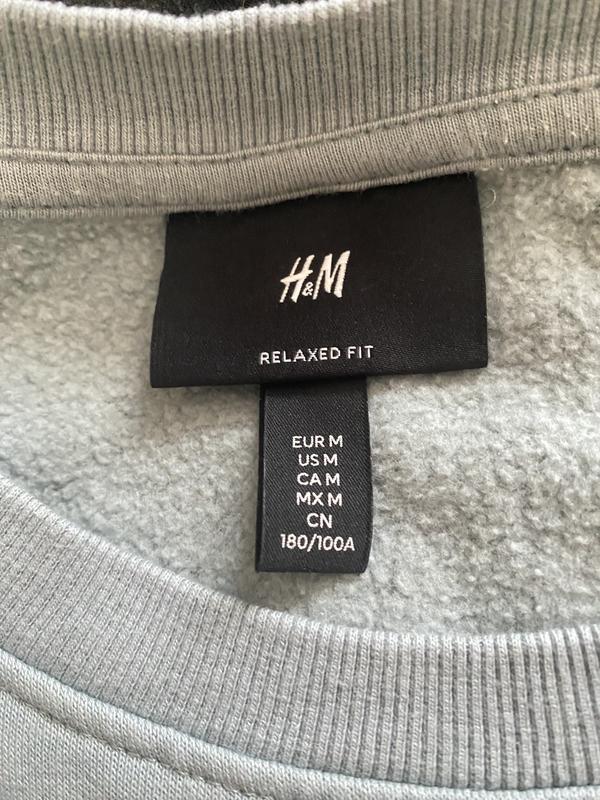 H&M
RELAXED FIT
EUR M
US M
CA M
MX M
CN
180/100A